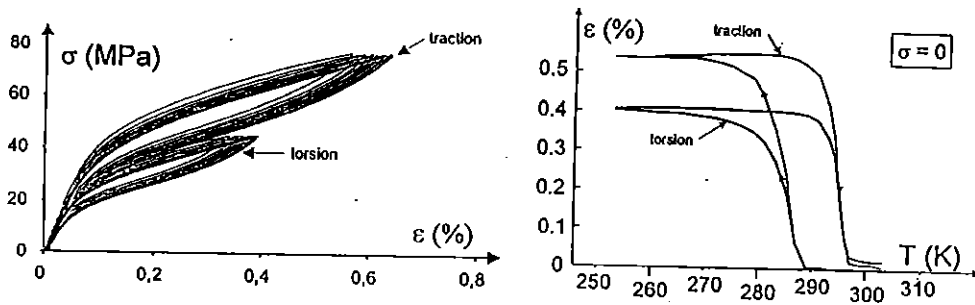 80
σ (MPa)
traction
60
40
torsion
20
0
ε (%)
0
0,2
0,4
0,6
0,8
ε (%)
traction
σ = 0
0.5
0.4
torsion
0.3
0.2
0.1
0
T (K)
250
260
270
280
290
300
310